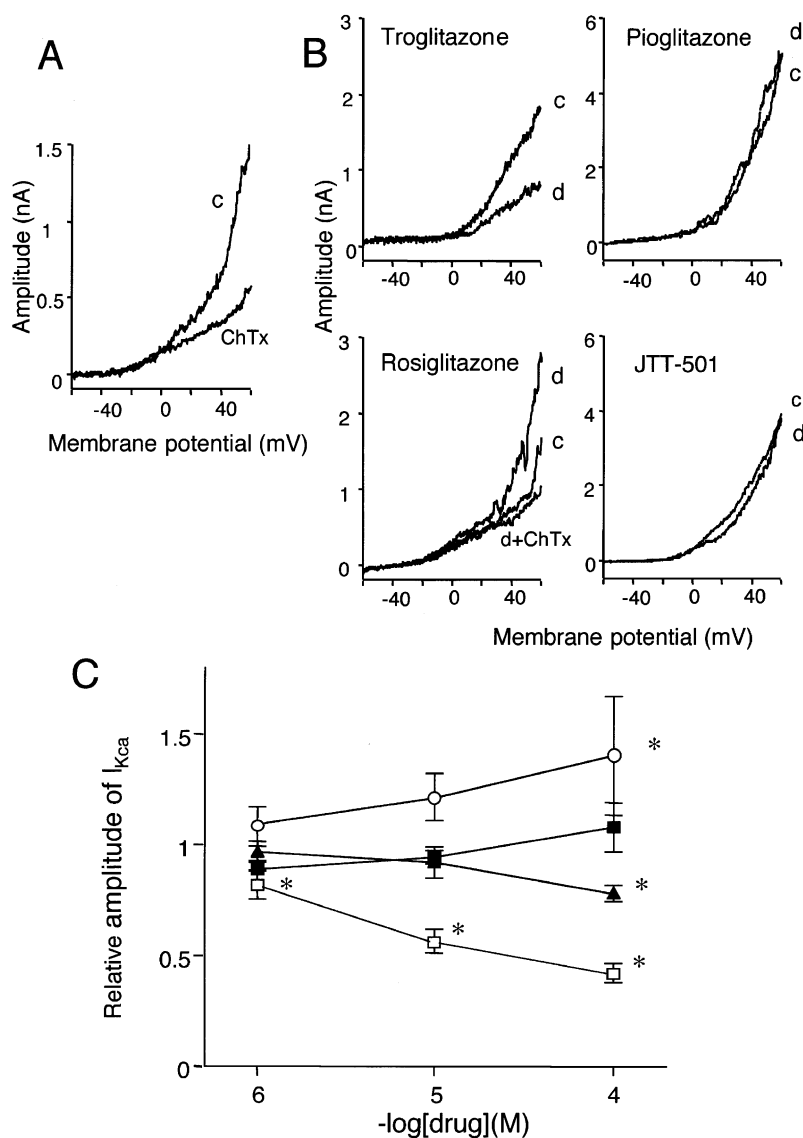 A
1.5
1
0.5
0
Amplitude (nA)
c
ChTx
-40
0
40
Membrane potential (mV)
B
Troglitazone
3
2
1
0
Amplitude (nA)
c
d
-40
0
40
Pioglitazone
6
4
2
0
d
c
-40
0
40
Rosiglitazone
3
2
1
0
d
c
d+ChTx
-40
0
40
JTT-501
6
4
2
0
c
d
-40
0
40
Membrane potential (mV)
C
Relative amplitude of IKca
1.5
1
0.5
0
*
*
*
*
*
6
5
4
-log[drug](M)